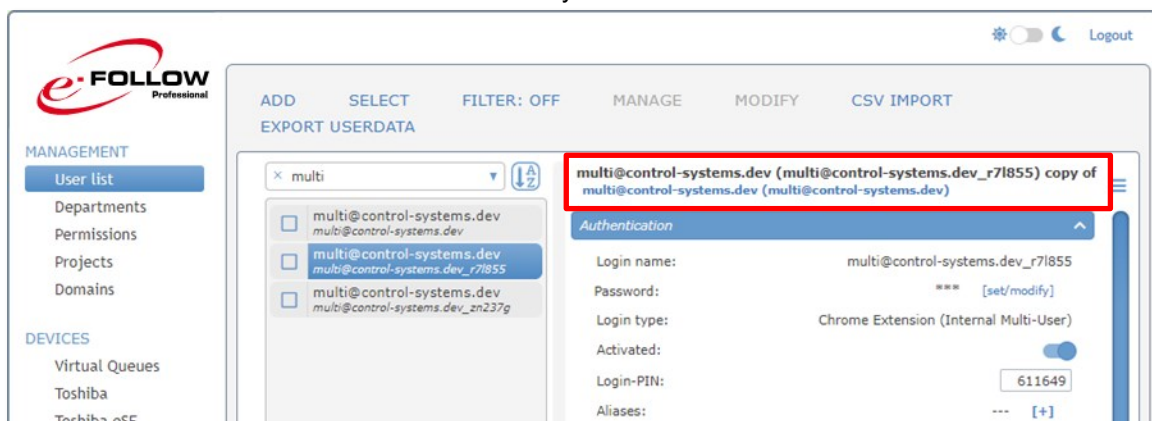 Logout
e-FOLLOW
Professional
ADD SELECT FILTER: OFF MANAGE MODIFY CSV IMPORT
EXPORT USERDATA
MANAGEMENT
User list
Departments
Permissions
Projects
Domains
DEVICES
Virtual Queues
Toshiba
× multi
multi@control-systems.dev
multi@control-systems.dev
multi@control-systems.dev
multi@control-systems.dev_r7l855
multi@control-systems.dev
multi@control-systems.dev_zn237g
multi@control-systems.dev (multi@control-systems.dev_r7l855) copy of
multi@control-systems.dev (multi@control-systems.dev)
Authentication
Login name: multi@control-systems.dev_r7l855
Password: *** [set/modify]
Login type: Chrome Extension (Internal Multi-User)
Activated:
Login-PIN: 611649
Aliases: --- [+]